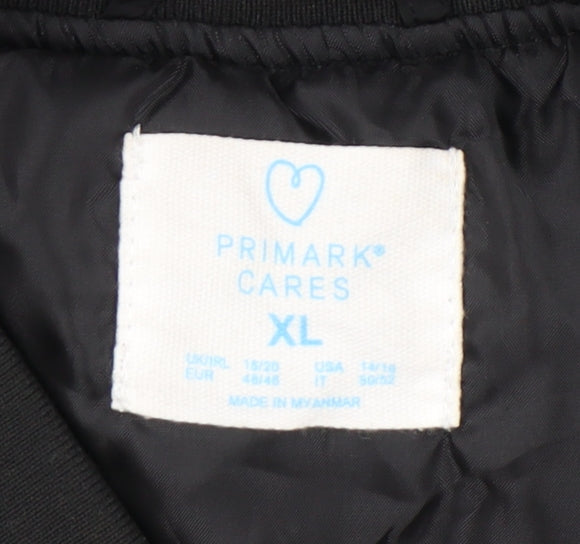 PRIMARK®
CARES
XL
UK/IRL 18/20 USA 14/16
EUR 46/48 IT 50/52
MADE IN MYANMAR